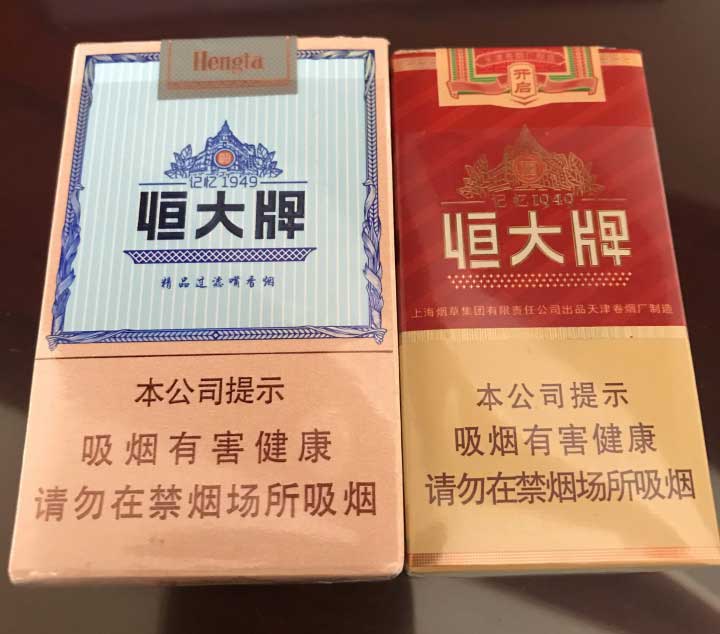 Hengta
记忆1949
恒大牌
精品过滤嘴香烟
本公司提示
吸烟有害健康
请勿在禁烟场所吸烟
开启
记忆1949
恒大牌
上海烟草集团有限责任公司出品天津卷烟厂制造
本公司提示
吸烟有害健康
请勿在禁烟场所吸烟